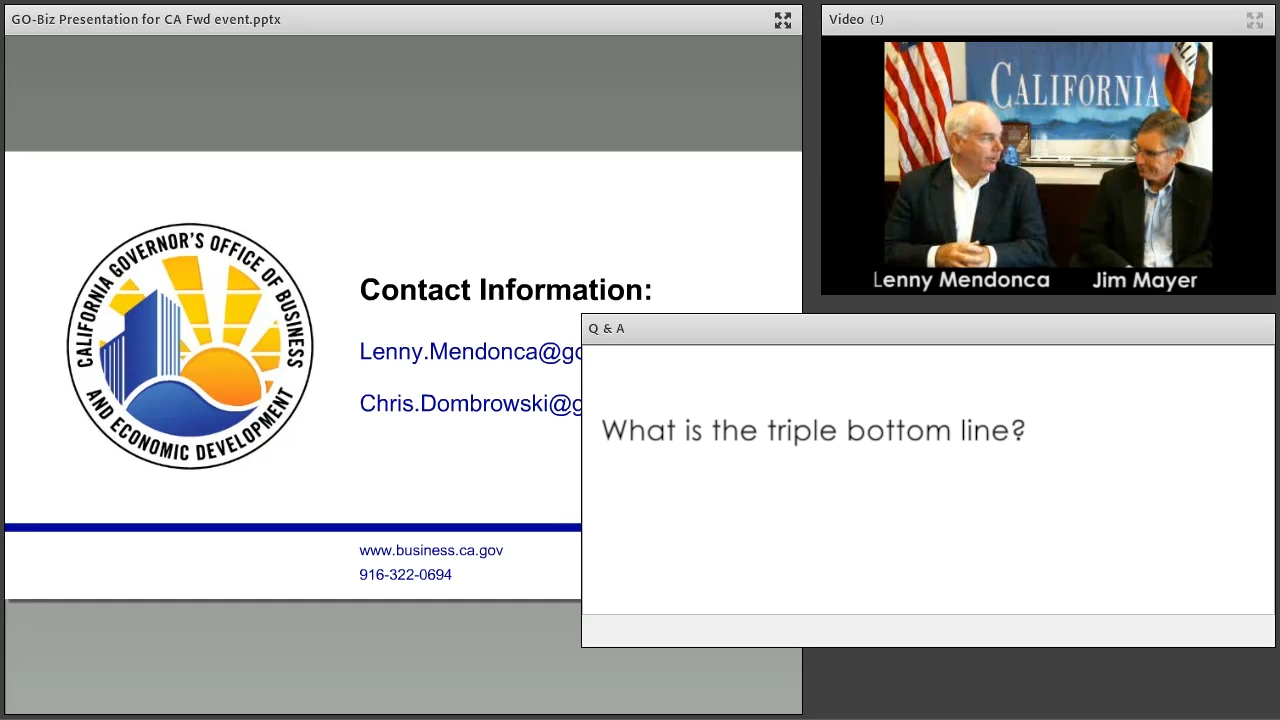 GO-Biz Presentation for CA Fwd event.pptx
Video (1)
CALIFORNIA
Lenny Mendonca
Jim Mayer
CALIFORNIA GOVERNOR'S OFFICE OF BUSINESS
AND ECONOMIC DEVELOPMENT
Contact Information:
Lenny.Mendonca@go
Chris.Dombrowski@g
www.business.ca.gov
916-322-0694
Q & A
What is the triple bottom line?